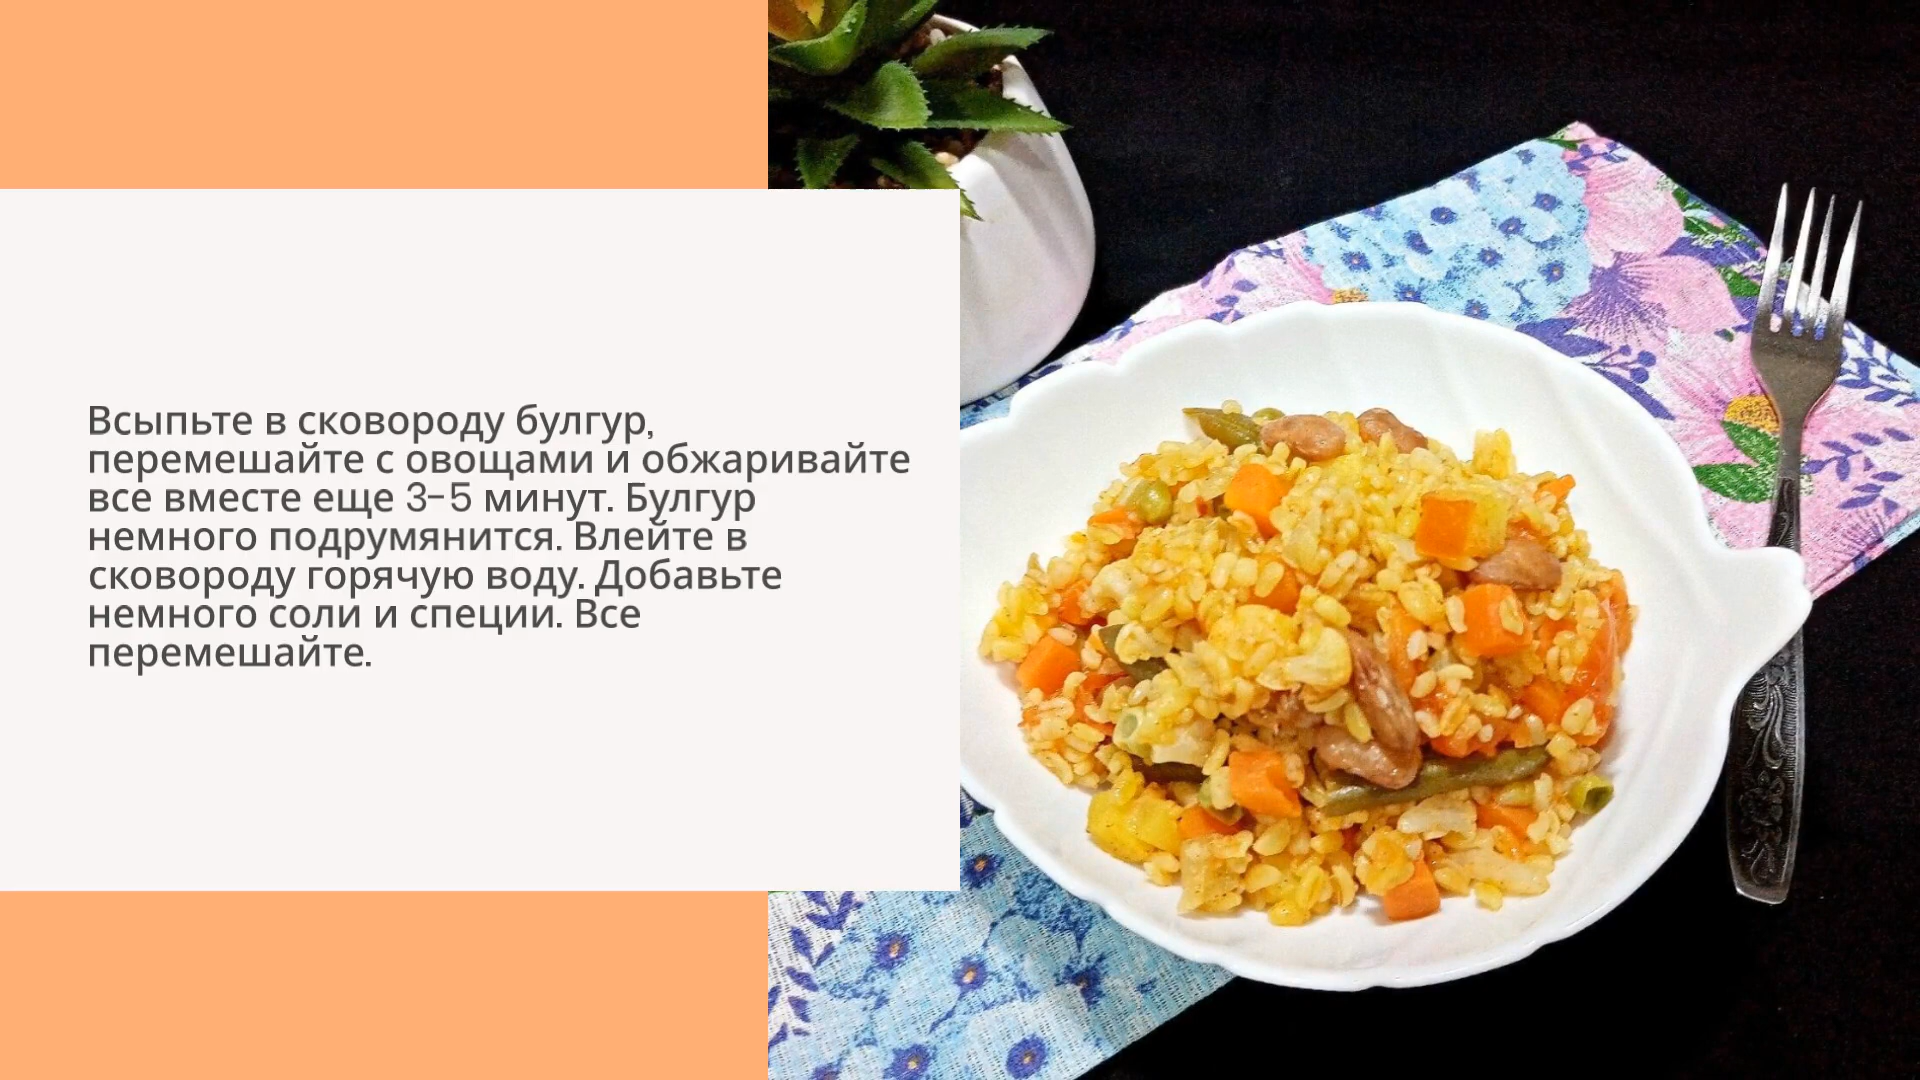 Всыпьте в сковороду булгур,
перемешайте с овощами и обжаривайте
все вместе еще 3-5 минут. Булгур
немного подрумянится. Влейте в
сковороду горячую воду. Добавьте
немного соли и специи. Все
перемешайте.